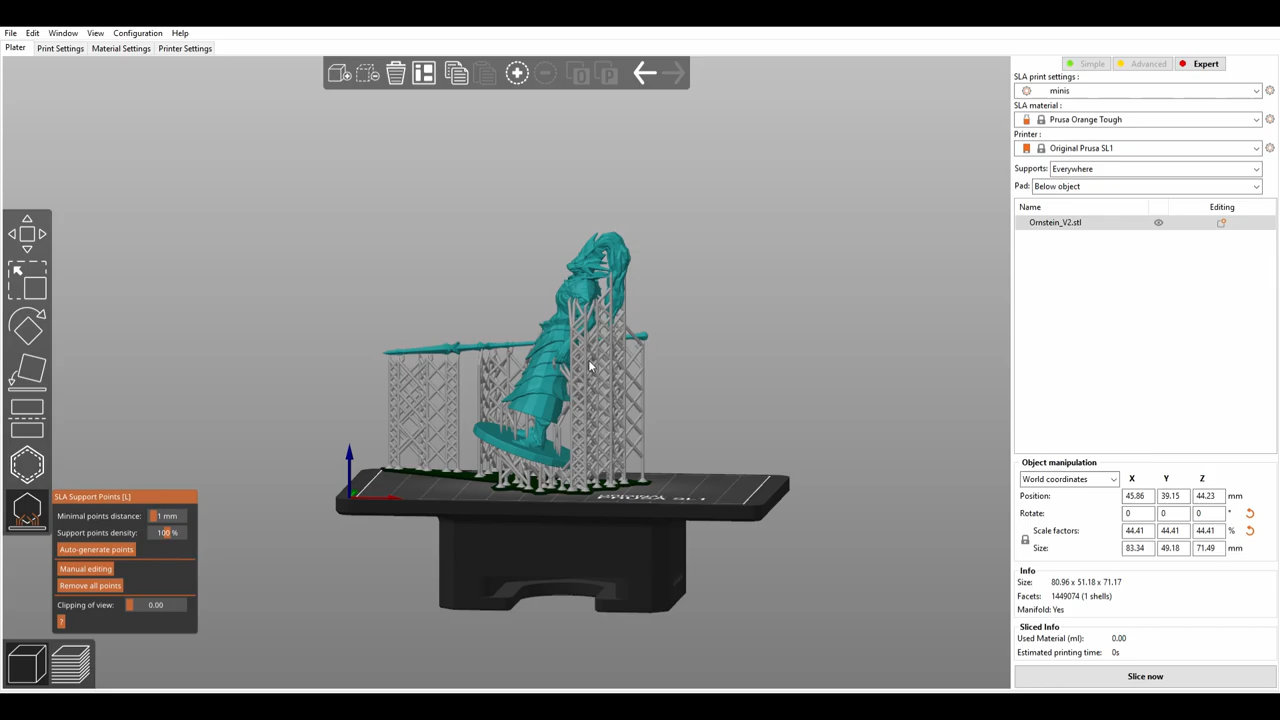 File Edit Window View Configuration Help
Plater Print Settings Material Settings Printer Settings
Simple Advanced Expert
SLA print settings :
minis
SLA material :
Prusa Orange Tough
Printer :
Original Prusa SL1
Supports: Everywhere
Pad: Below object
Name Editing
Ornstein_V2.stl
SLA Support Points [L]
Minimal points distance: 1 mm
Support points density: 100 %
Auto-generate points
Manual editing
Remove all points
Clipping of view: 0.00
?
Object manipulation
World coordinates X Y Z
Position: 45.86 39.15 44.23 mm
Rotate: 0 0 0 °
Scale factors: 44.41 44.41 44.41 %
Size: 83.34 49.18 71.49 mm
Info
Size: 80.96 x 51.18 x 71.17
Facets: 1449074 (1 shells)
Manifold: Yes
Sliced Info
Used Material (ml): 0.00
Estimated printing time: 0s
Slice now